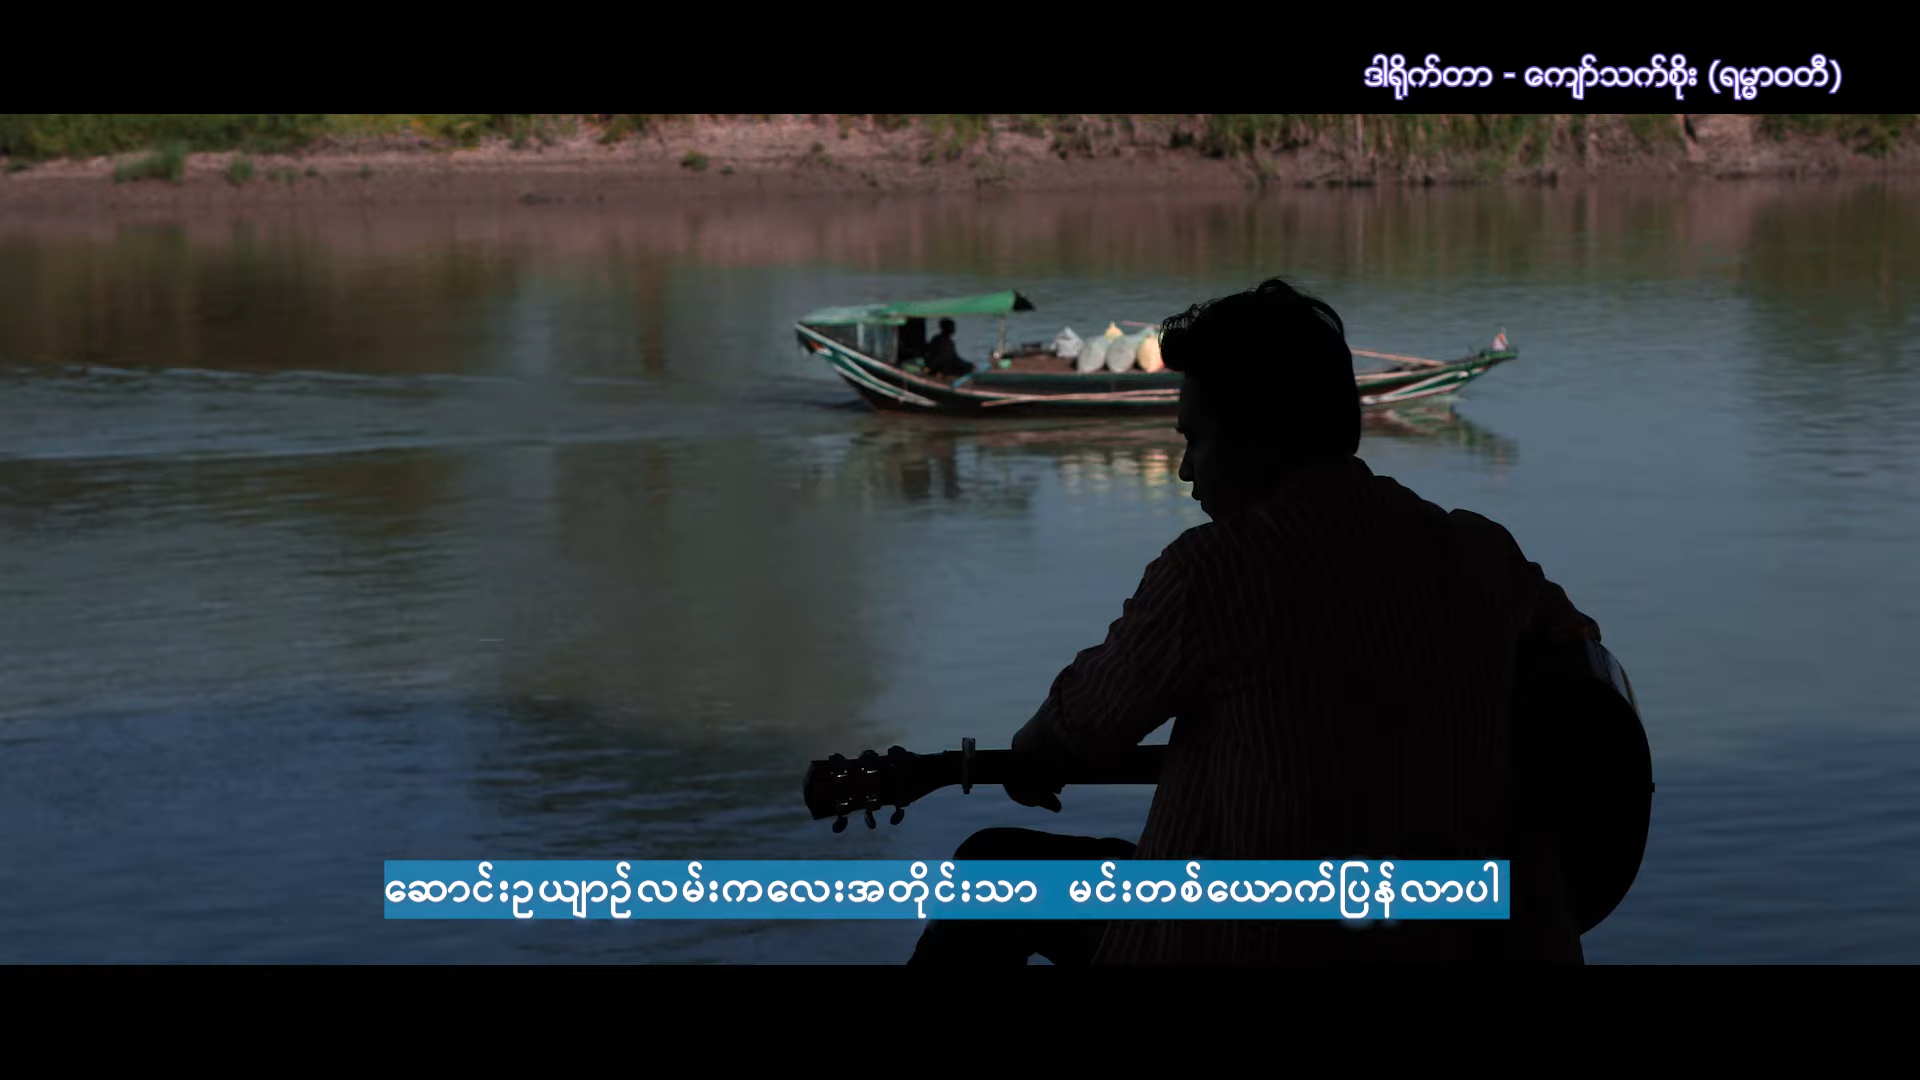 ဒါရိုက်တာ - ကျော်သက်စိုး (ရမ္မာဝတီ)
ဆောင်းဥယျာဉ်လမ်းကလေးအတိုင်းသာ မင်းတစ်ယောက်ပြန်လာပါ